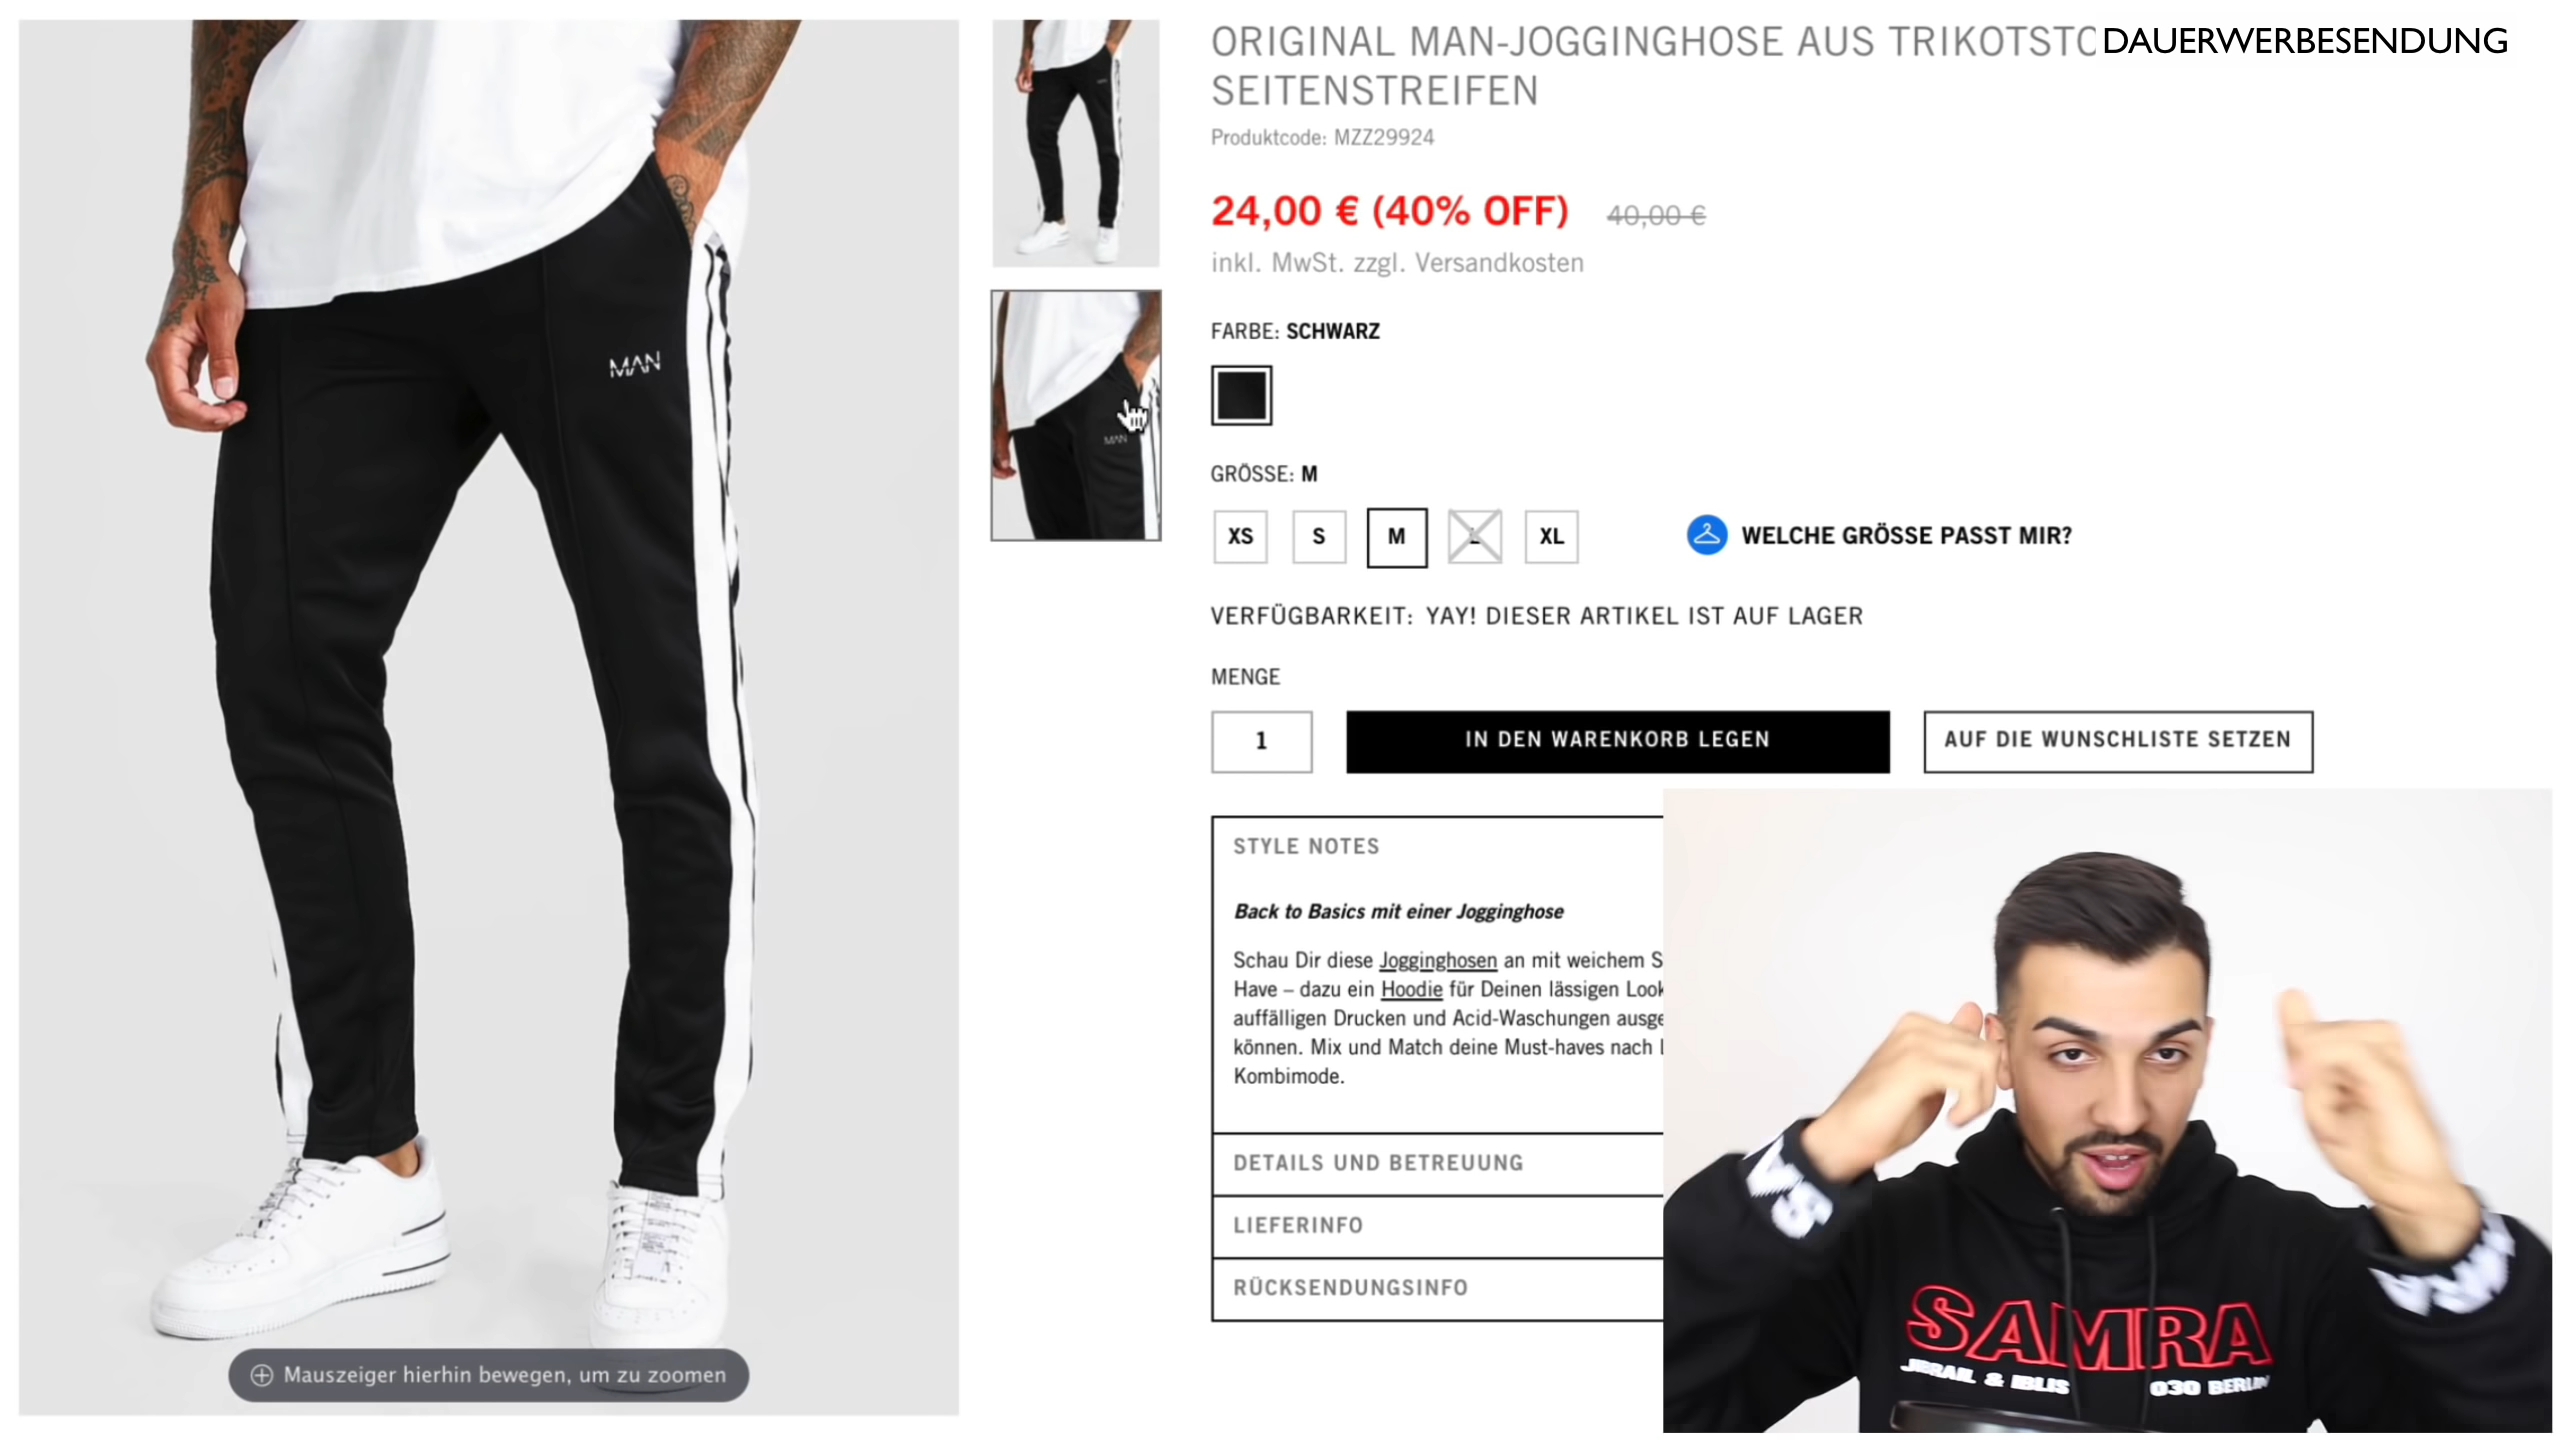 ORIGINAL MAN-JOGGINGHOSE AUS TRIKOTSTO
DAUERWERBESENDUNG
SEITENSTREIFEN
Produktcode: MZZ29924
24,00 € (40% OFF) 40,00 €
inkl. MwSt. zzgl. Versandkosten
FARBE: SCHWARZ
GRÖSSE: M
XS S M L XL
WELCHE GRÖSSE PASST MIR?
VERFÜGBARKEIT: YAY! DIESER ARTIKEL IST AUF LAGER
MENGE
1
IN DEN WARENKORB LEGEN
AUF DIE WUNSCHLISTE SETZEN
STYLE NOTES
Back to Basics mit einer Jogginghose
Schau Dir diese Jogginghosen an mit weichem S
Have – dazu ein Hoodie für Deinen lässigen Look
auffälligen Drucken und Acid-Waschungen ausge
können. Mix und Match deine Must-haves nach
Kombimode.
DETAILS UND BETREUUNG
LIEFERINFO
RÜCKSENDUNGSINFO
MAN
MAN
Mauszeiger hierhin bewegen, um zu zoomen
SAMRA
JIBRAIL & IBLIS
030 BERLIN